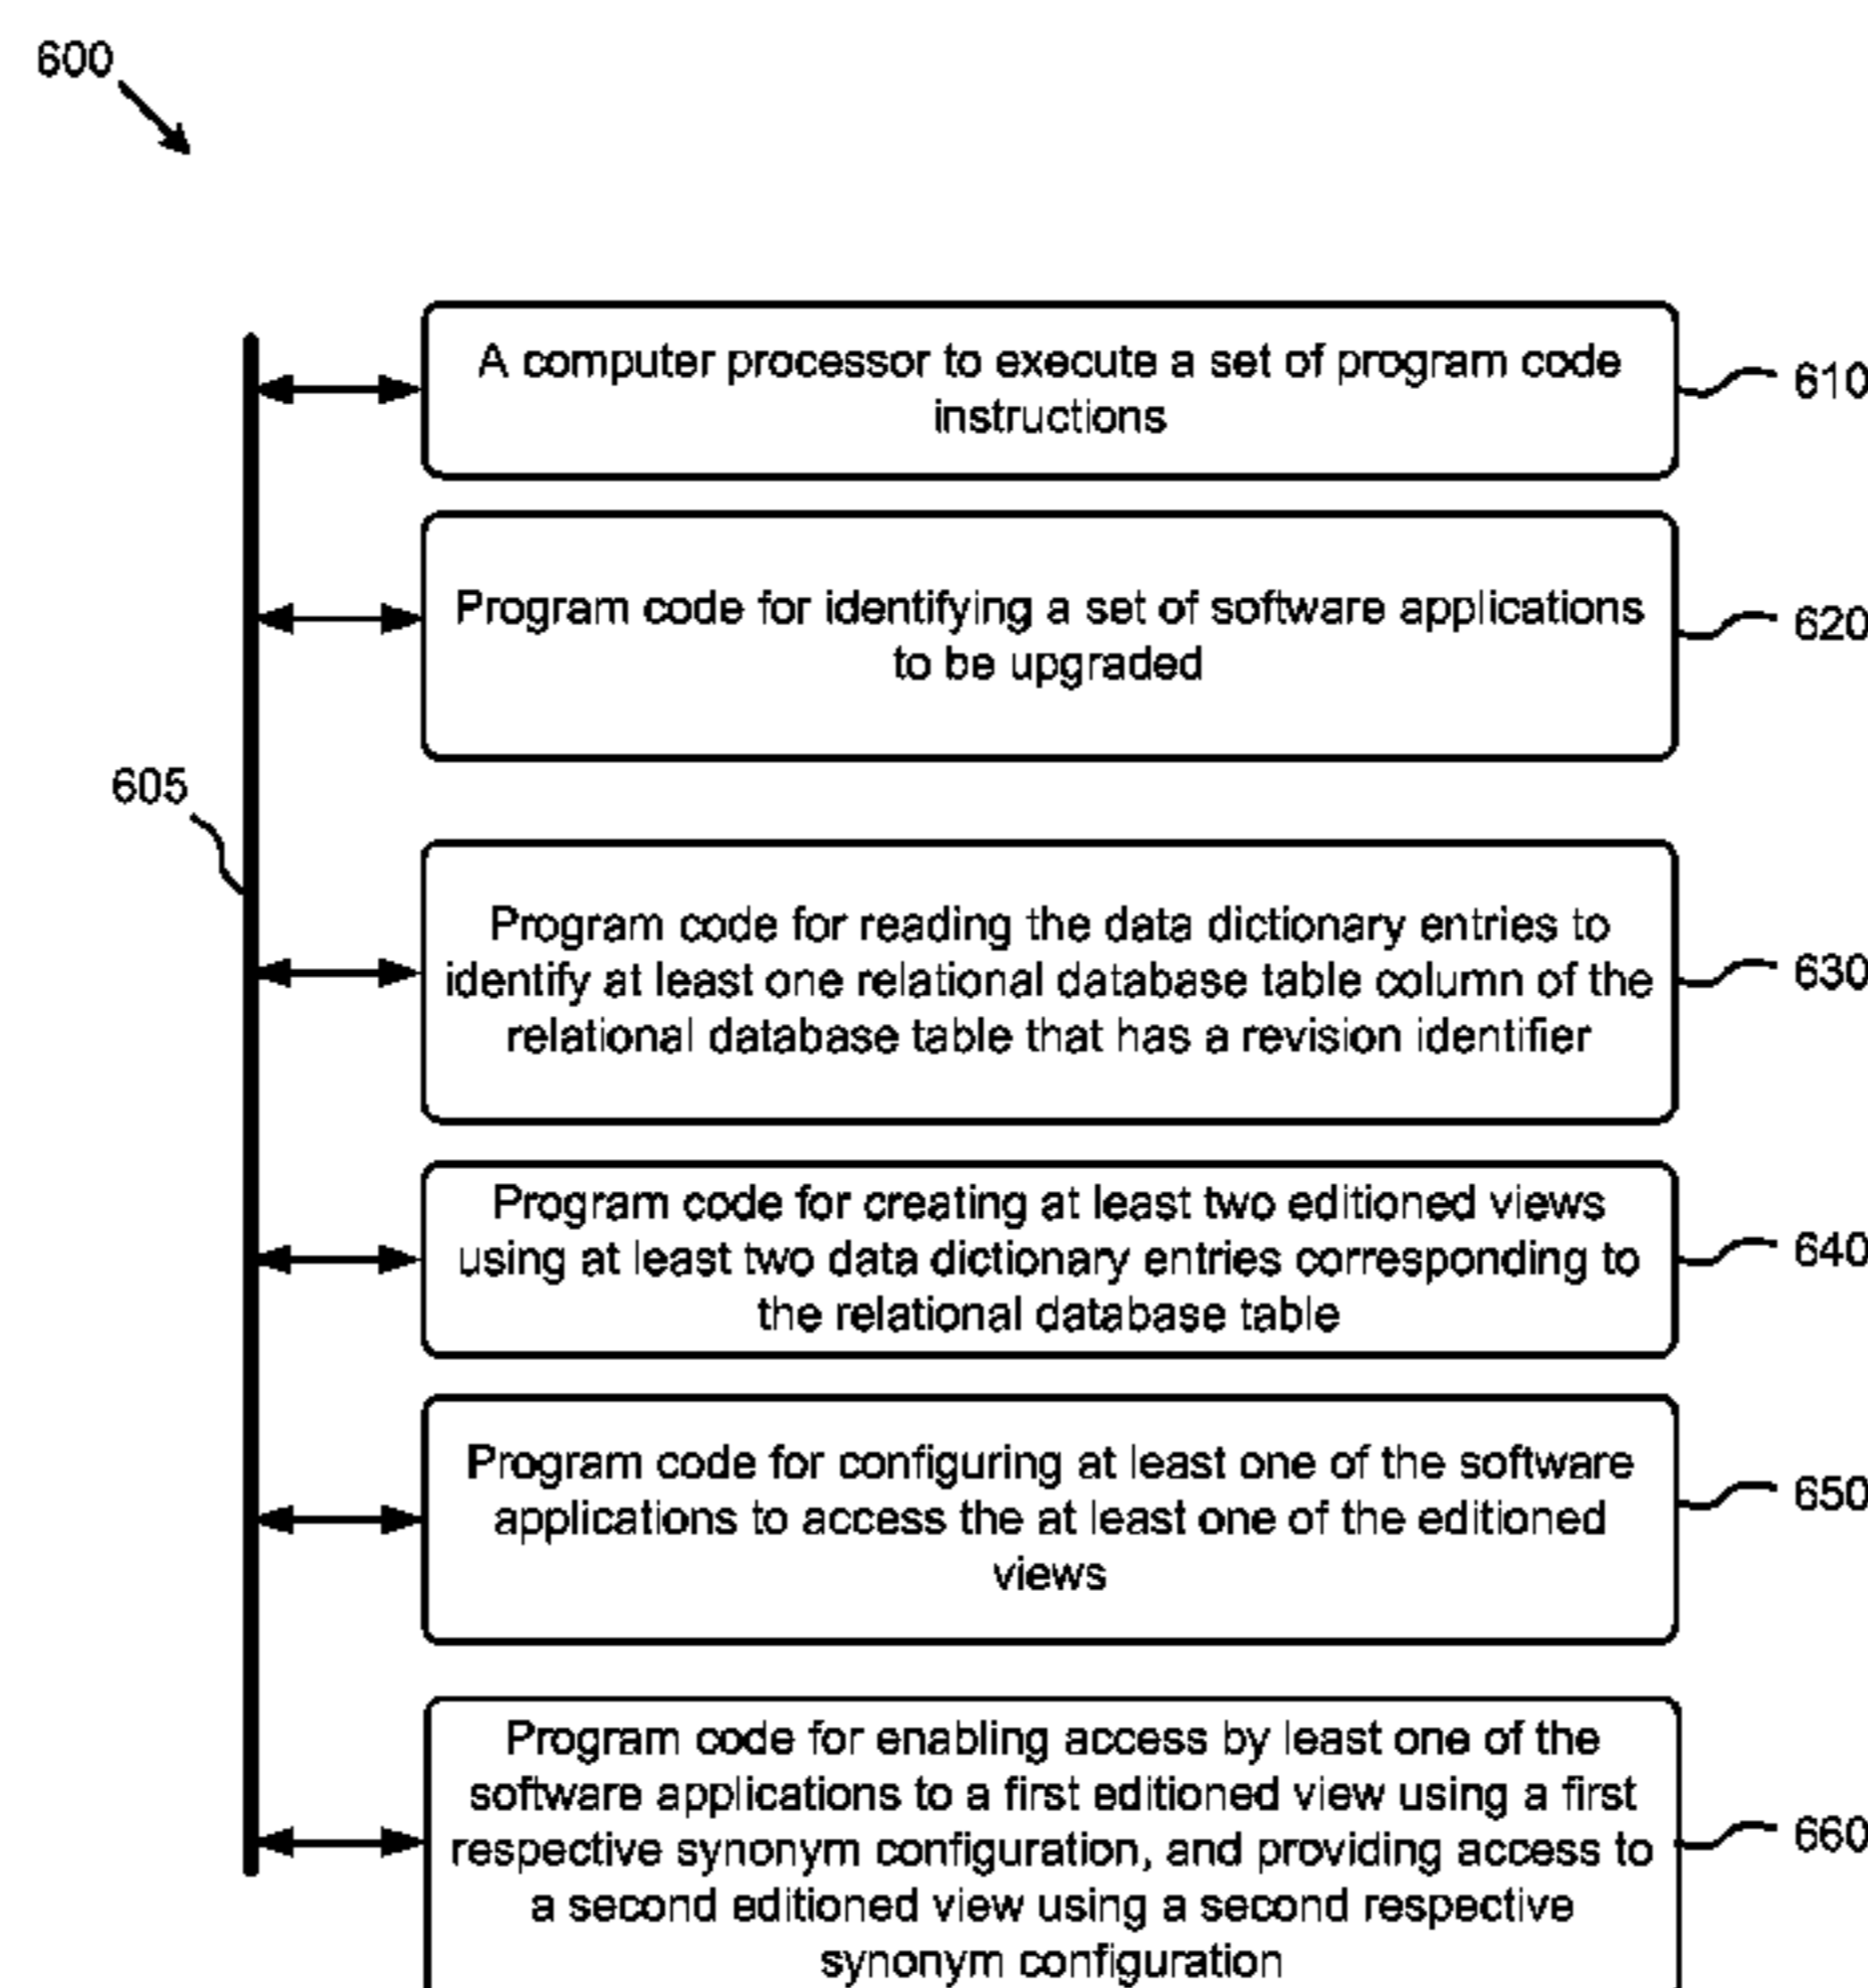 600
A computer processor to execute a set of program code
instructions
610
Program code for identifying a set of software applications
to be upgraded
620
605
Program code for reading the data dictionary entries to
identify at least one relational database table column of the
relational database table that has a revision identifier
630
Program code for creating at least two editioned views
using at least two data dictionary entries corresponding to
the relational database table
640
Program code for configuring at least one of the software
applications to access the at least one of the editioned
views
650
Program code for enabling access by least one of the
software applications to a first editioned view using a first
respective synonym configuration, and providing access to
a second editioned view using a second respective
synonym configuration
660